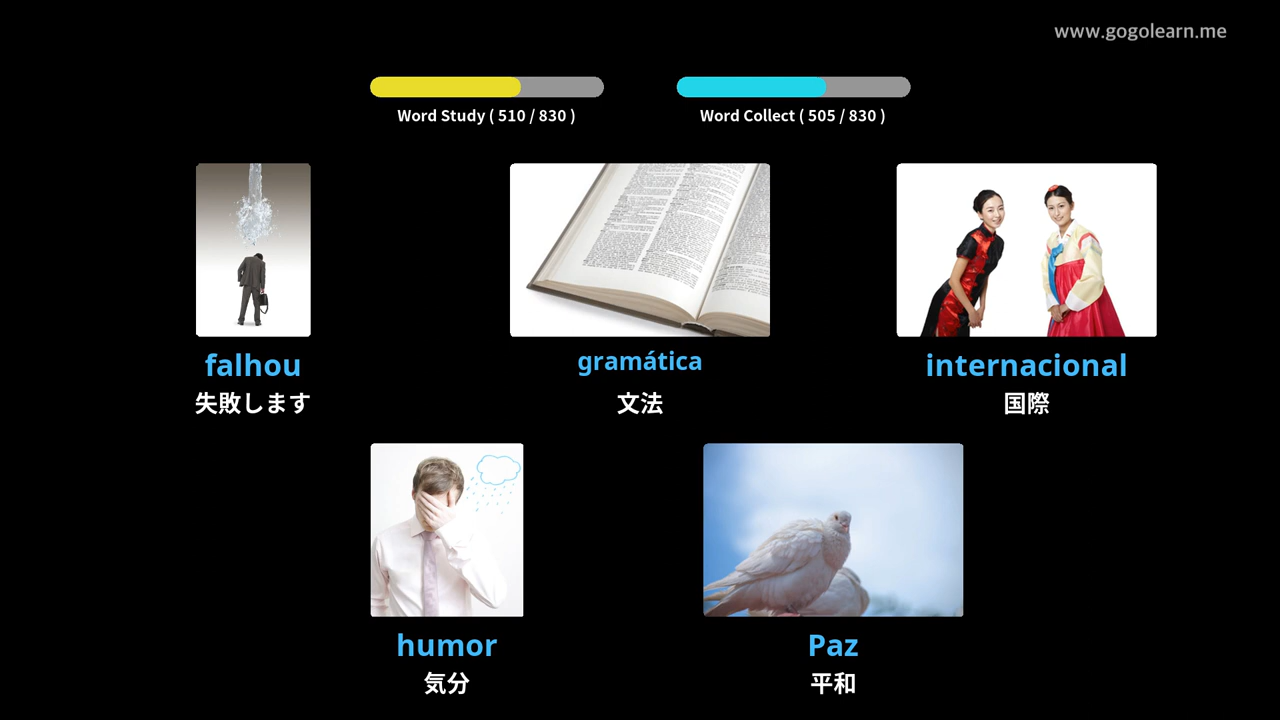 www.gogolearn.me
Word Study ( 510 / 830 )
Word Collect ( 505 / 830 )
falhou
失敗します
gramática
文法
internacional
国際
humor
気分
Paz
平和